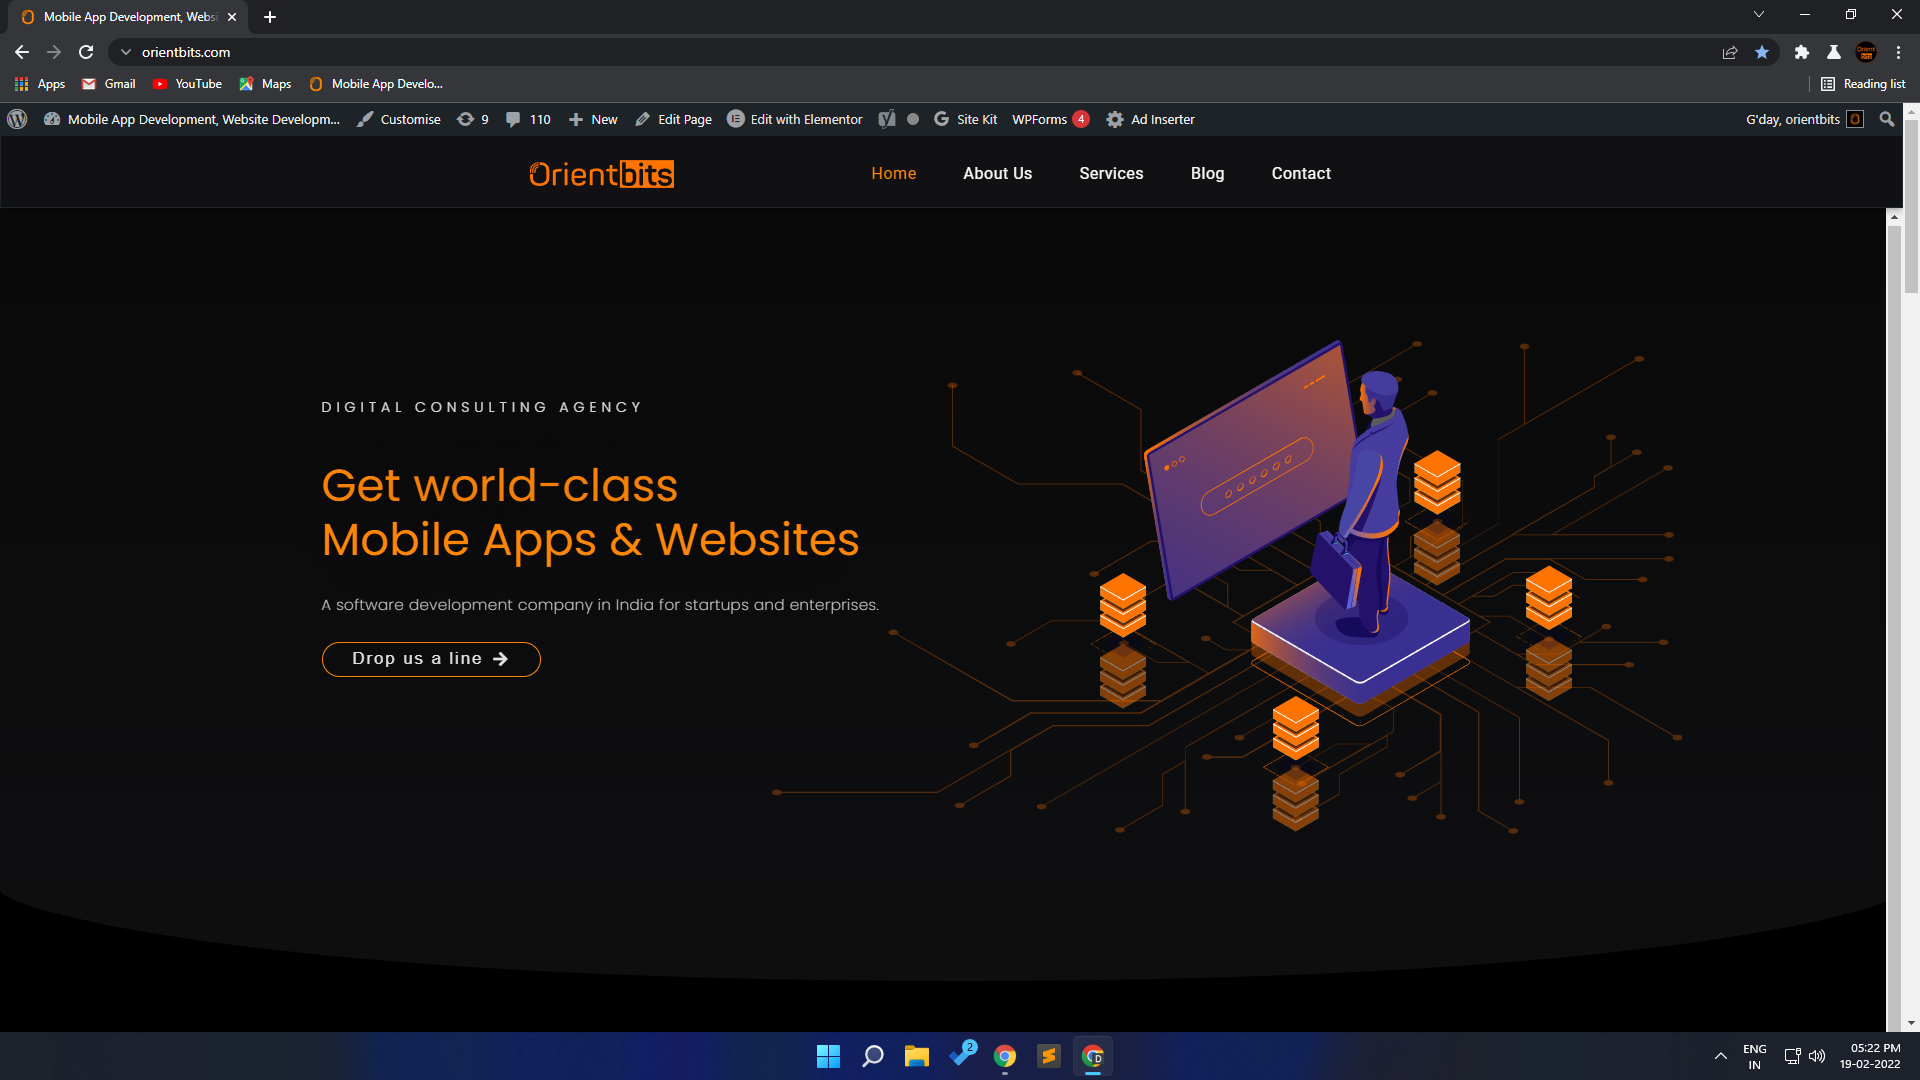 Mobile App Development, Websi
orientbits.com
Apps Gmail YouTube Maps Mobile App Develo... Reading list
Mobile App Development, Website Developm... Customise 9 110 New Edit Page Edit with Elementor Site Kit WPForms 4 Ad Inserter G'day, orientbits
Orientbits Home About Us Services Blog Contact
DIGITAL CONSULTING AGENCY
Get world-class
Mobile Apps & Websites
A software development company in India for startups and enterprises.
Drop us a line
2
ENG
IN
05:22 PM
19-02-2022